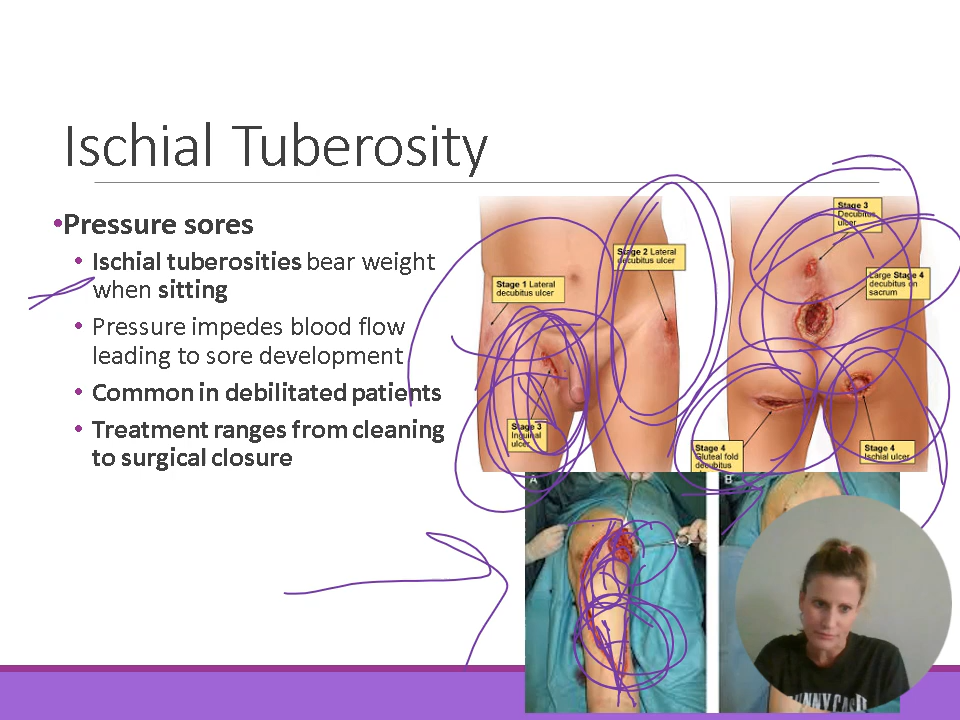 Ischial Tuberosity
•Pressure sores
• Ischial tuberosities bear weight
when sitting
• Pressure impedes blood flow
leading to sore development
• Common in debilitated patients
• Treatment ranges from cleaning
to surgical closure
Stage 1 Lateral
decubitus ulcer
Stage 2 Lateral
decubitus ulcer
Stage 3
Inguinal
ulcer
Stage 3
Decubitus
ulcer
Large Stage 4
decubitus on
sacrum
Stage 4
Gluteal fold
decubitus
Stage 4
Ischial ulcer
A
B